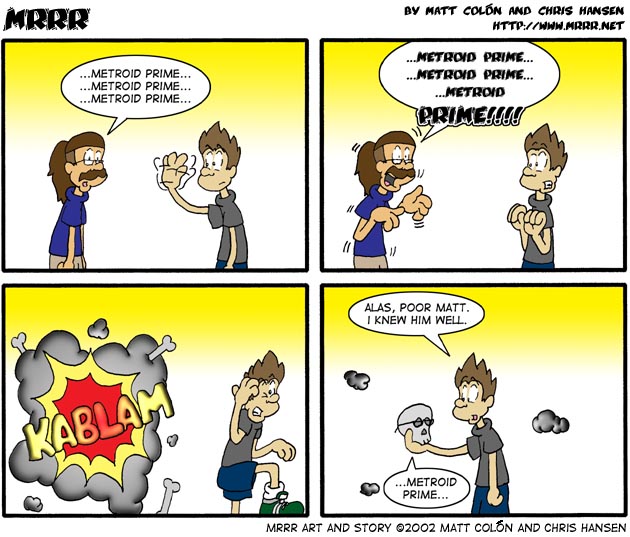 MRRR
BY MATT COLÓN AND CHRIS HANSEN
HTTP://WWW.MRRR.NET
...METROID PRIME...
...METROID PRIME...
...METROID PRIME...
...METROID PRIME...
...METROID PRIME...
...METROID
PRIME!!!!
KABLAM
ALAS, POOR MATT.
I KNEW HIM WELL.
...METROID
PRIME...
MRRR ART AND STORY ©2002 MATT COLÓN AND CHRIS HANSEN